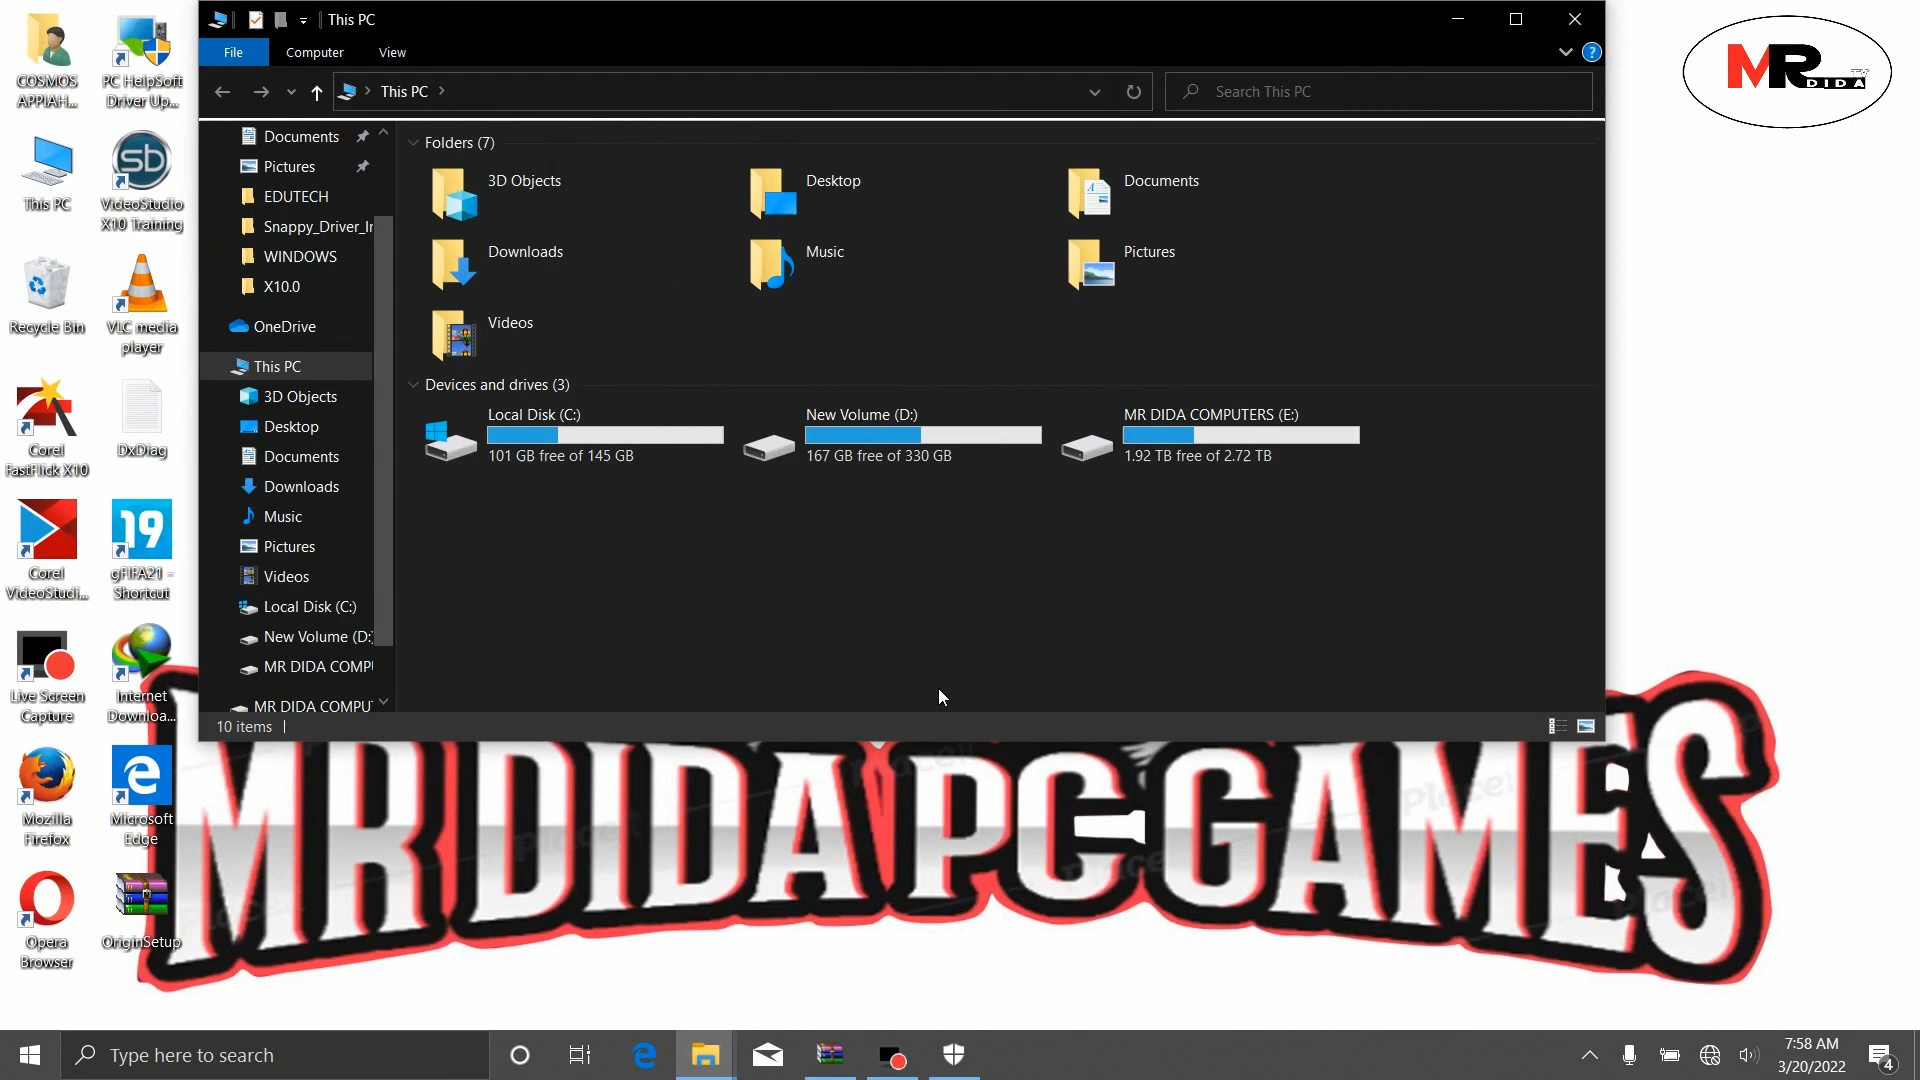 This PC
File
Computer
View
This PC
Search This PC
MR
DIDA
TV
COSMOS
APPIAH...
PC HelpSoft
Driver Up...
This PC
VideoStudio
X10 Training
Recycle Bin
VLC media
player
Corel
FastFlick X10
DxDiag
Corel
VideoStudi...
19
gFIFA21 -
Shortcut
Live Screen
Capture
Internet
Downloa...
Mozilla
Firefox
Microsoft
Edge
Opera
Browser
OriginSetup
Documents
Pictures
EDUTECH
Snappy_Driver_Ir
WINDOWS
X10.0
OneDrive
This PC
3D Objects
Desktop
Documents
Downloads
Music
Pictures
Videos
Local Disk (C:)
New Volume (D:)
MR DIDA COMPU
MR DIDA COMPUT
Folders (7)
3D Objects
Desktop
Documents
Downloads
Music
Pictures
Videos
Devices and drives (3)
Local Disk (C:)
101 GB free of 145 GB
New Volume (D:)
167 GB free of 330 GB
MR DIDA COMPUTERS (E:)
1.92 TB free of 2.72 TB
10 items
MR DIDA PC GAMES
Type here to search
7:58 AM
3/20/2022
4